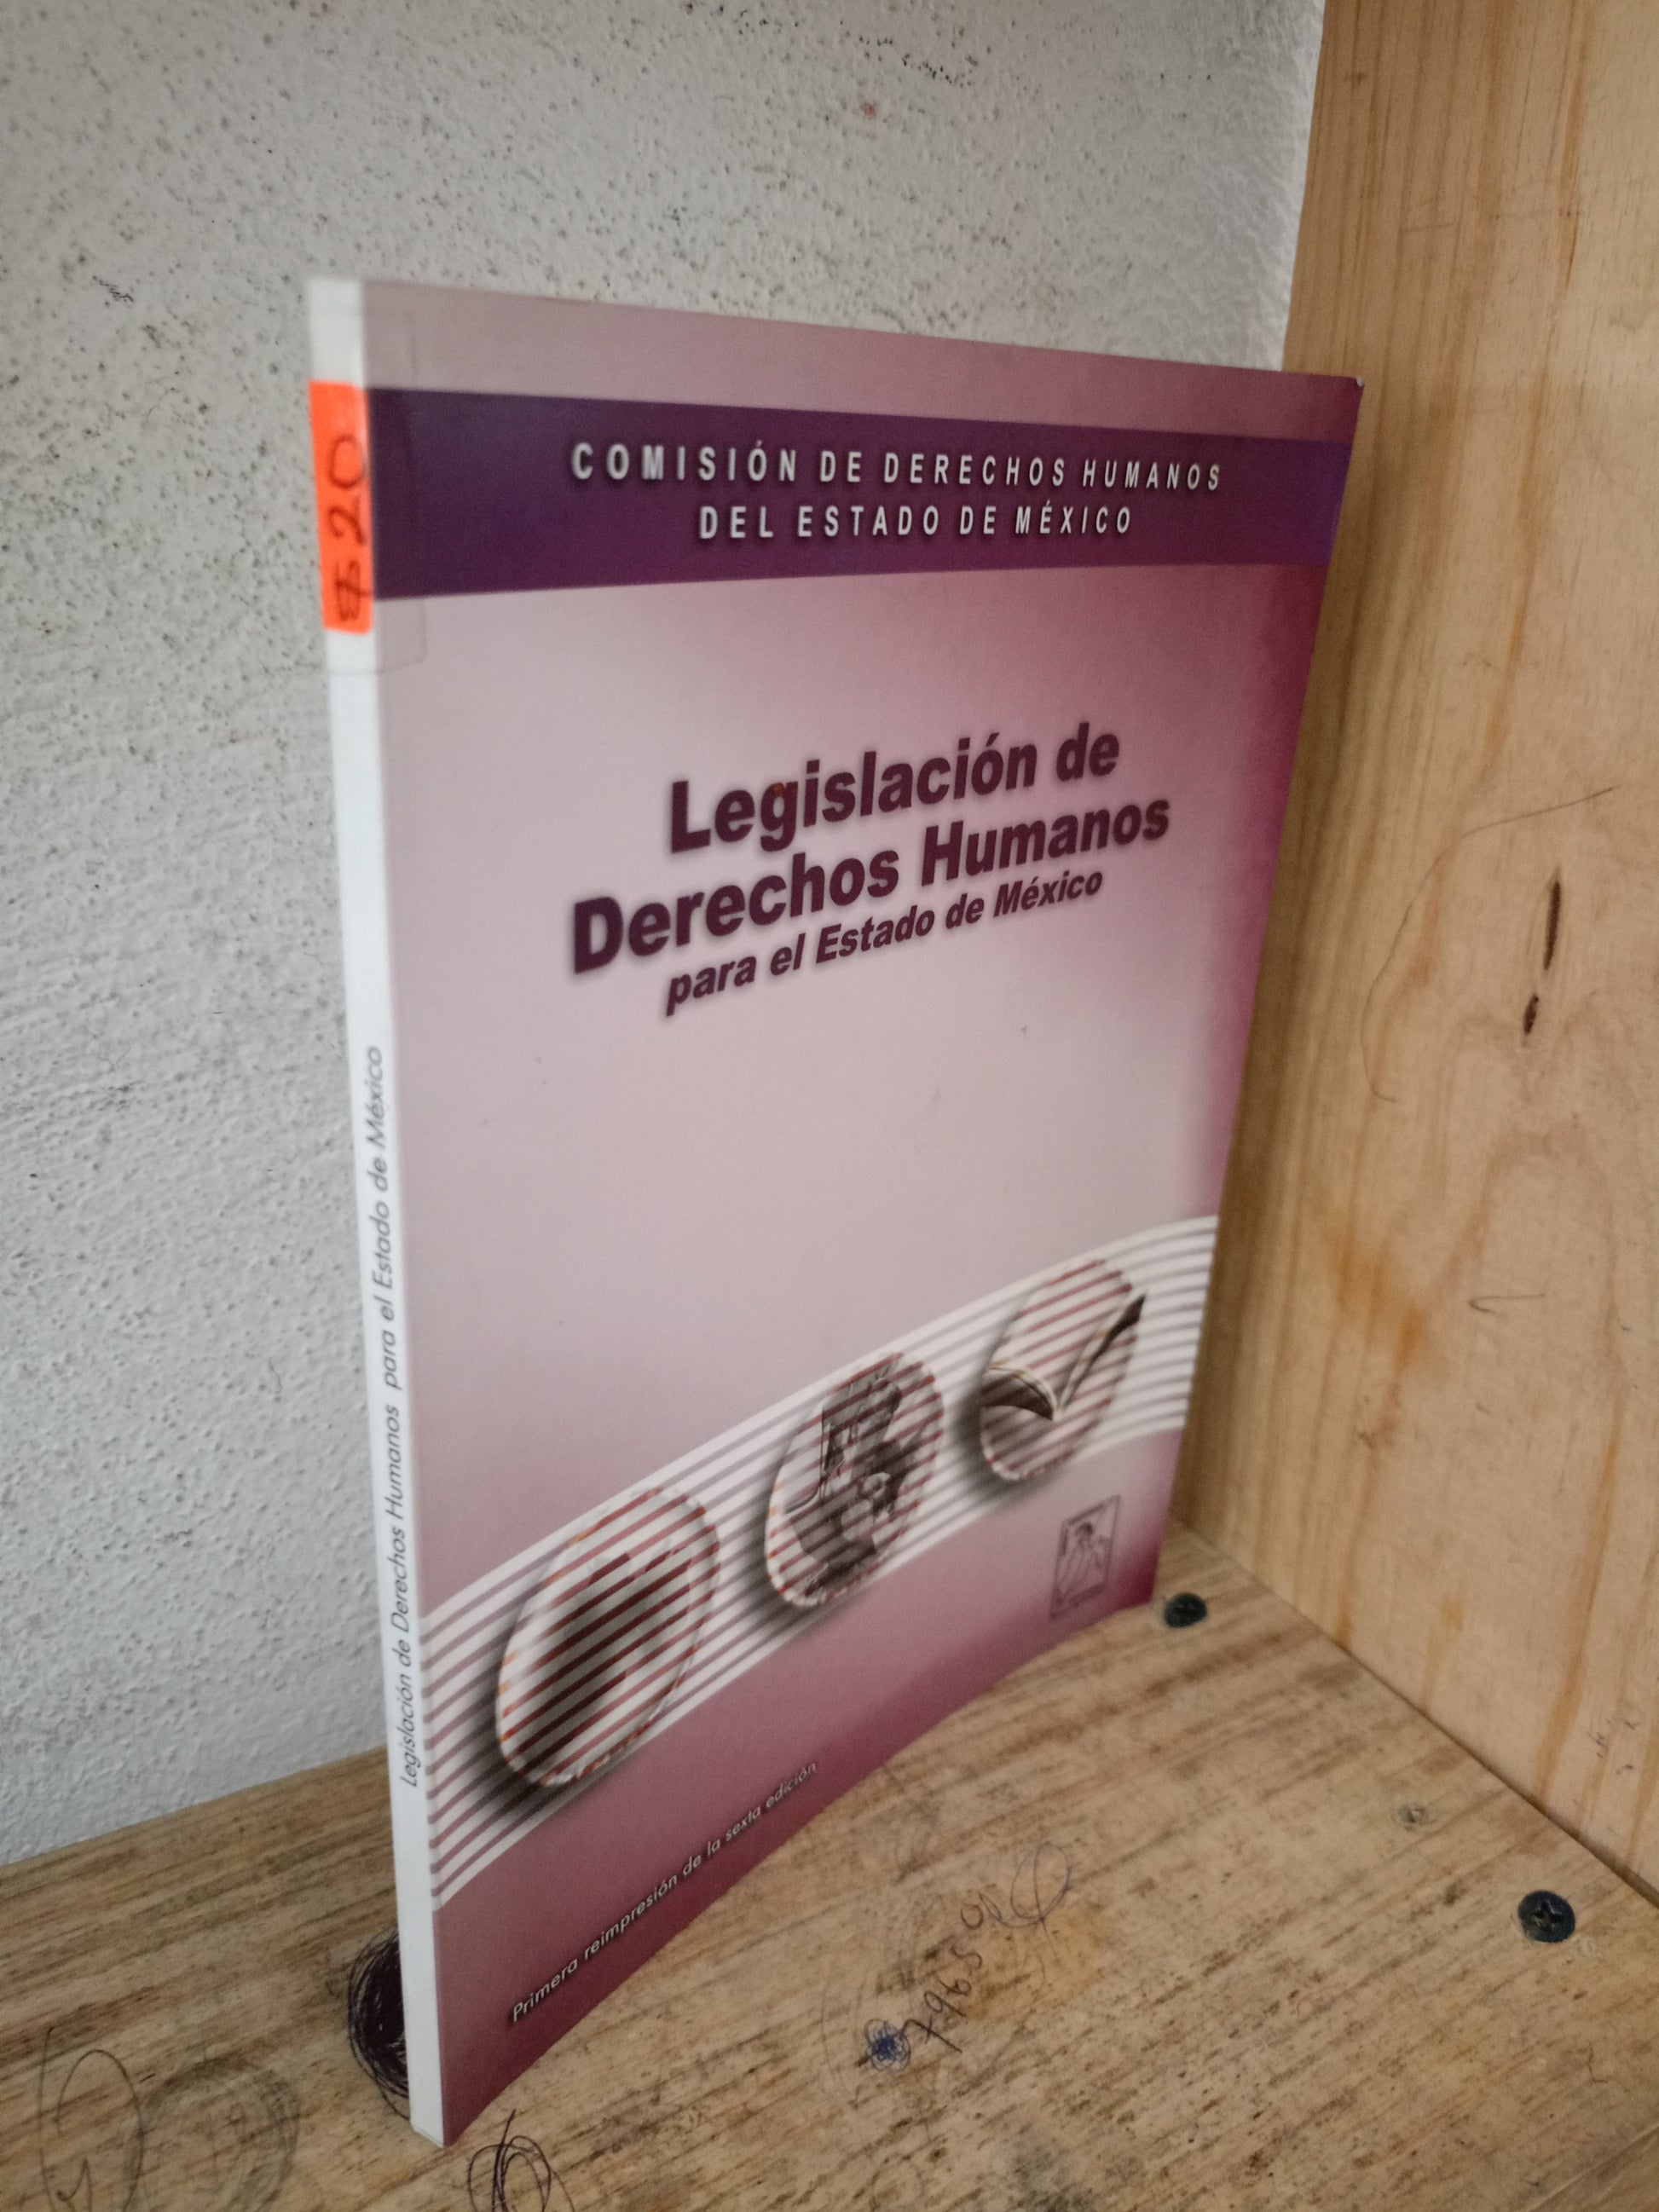 $20
COMISIÓN DE DERECHOS HUMANOS
DEL ESTADO DE MÉXICO
Legislación de
Derechos Humanos
para el Estado de México
Primera reimpresión de la sexta edición
Legislación de Derechos Humanos para el Estado de México